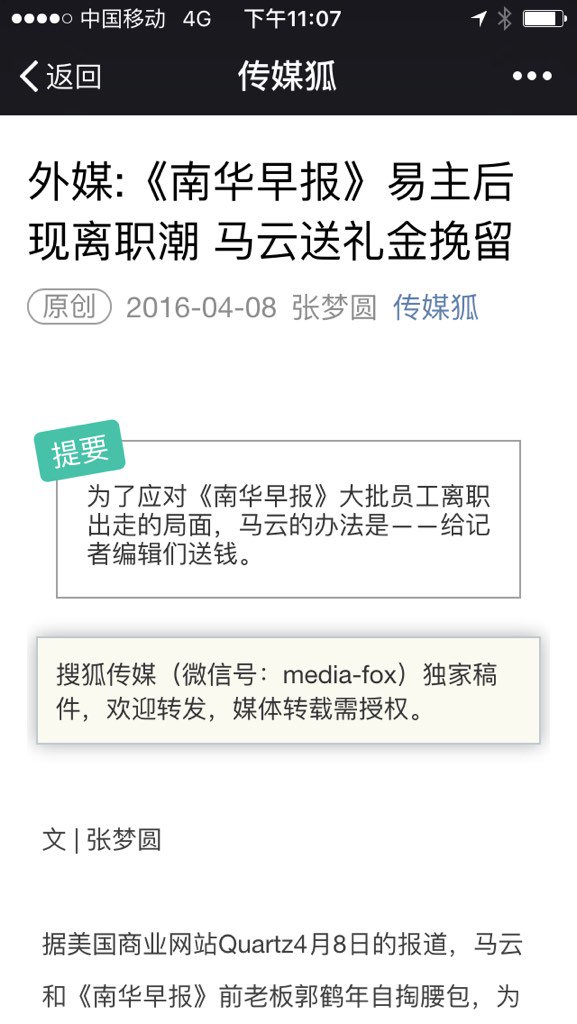 中国移动 4G 下午11:07
返回 传媒狐
外媒:《南华早报》易主后
现离职潮 马云送礼金挽留
原创 2016-04-08 张梦圆 传媒狐
提要
为了应对《南华早报》大批员工离职
出走的局面，马云的办法是——给记
者编辑们送钱。
搜狐传媒（微信号：media-fox）独家稿
件，欢迎转发，媒体转载需授权。
文 | 张梦圆
据美国商业网站Quartz4月8日的报道，马云
和《南华早报》前老板郭鹤年自掏腰包，为